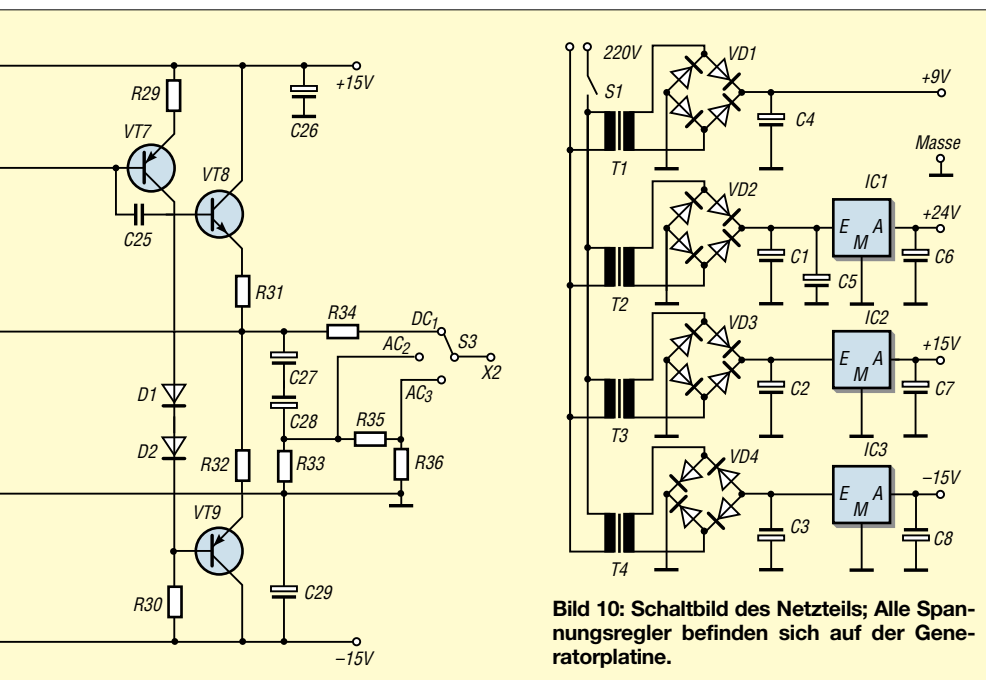 +15V
R29
C26
VT7
VT8
C25
R31
R34
DC1
S3
X2
AC2
AC3
C27
C28
D1
D2
R35
R32
R33
R36
VT9
R30
C29
–15V
220V
S1
VD1
+9V
C4
Masse
T1
VD2
IC1
E A
M
+24V
C1
C5
C6
T2
VD3
IC2
E A
M
+15V
C2
C7
T3
VD4
IC3
E A
M
–15V
C3
C8
T4
Bild 10: Schaltbild des Netzteils; Alle Span-
nungsregler befinden sich auf der Gene-
ratorplatine.